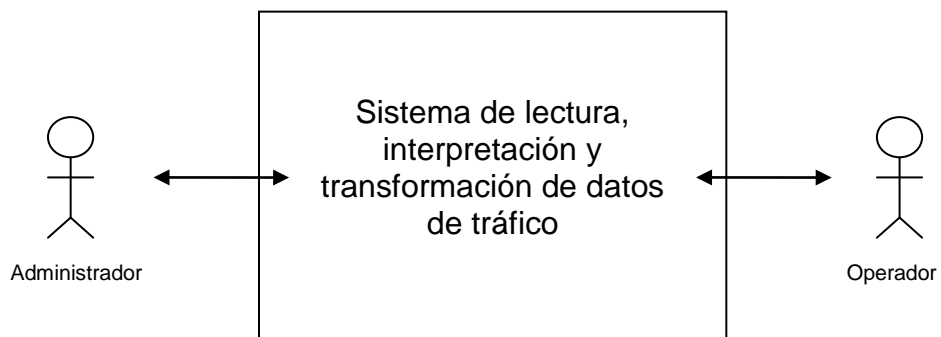 Sistema de lectura,
interpretación y
transformación de datos
de tráfico
Administrador
Operador